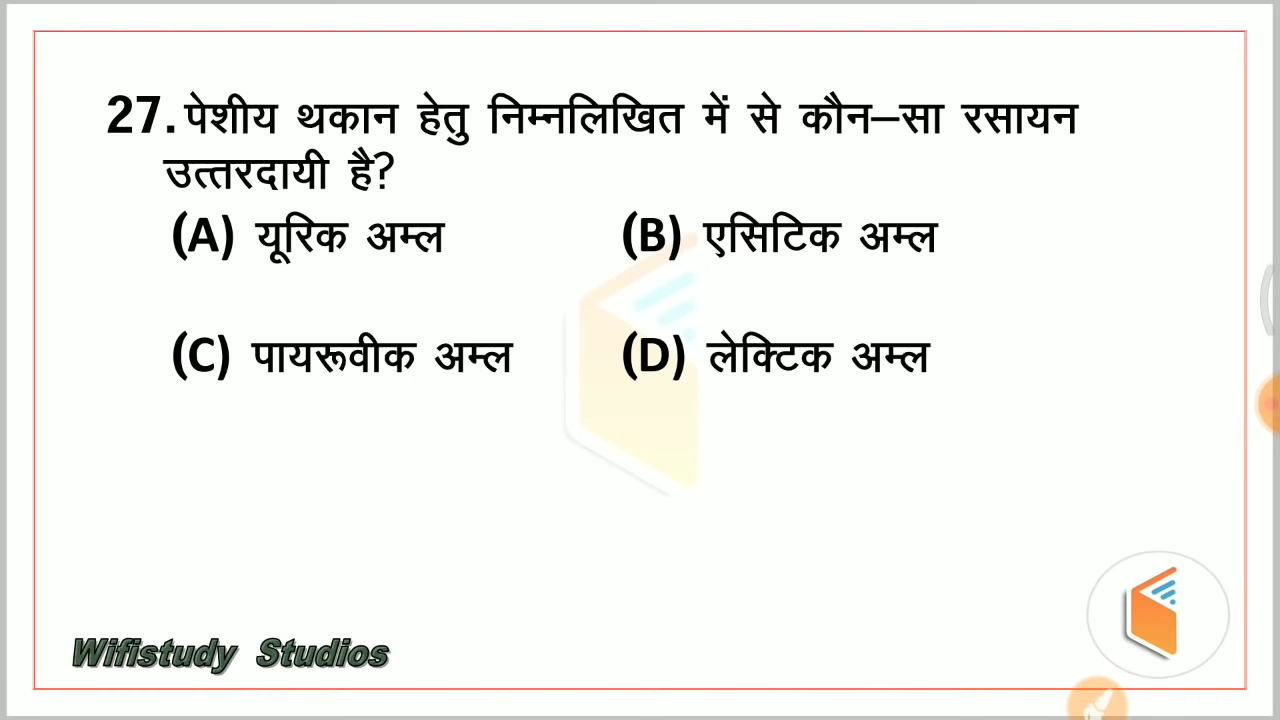 27. पेशीय थकान हेतु निम्नलिखित में से कौन–सा रसायन
उत्तरदायी है?
(A) यूरिक अम्ल (B) एसिटिक अम्ल
(C) पायरूवीक अम्ल (D) लेक्टिक अम्ल
Wifistudy Studios